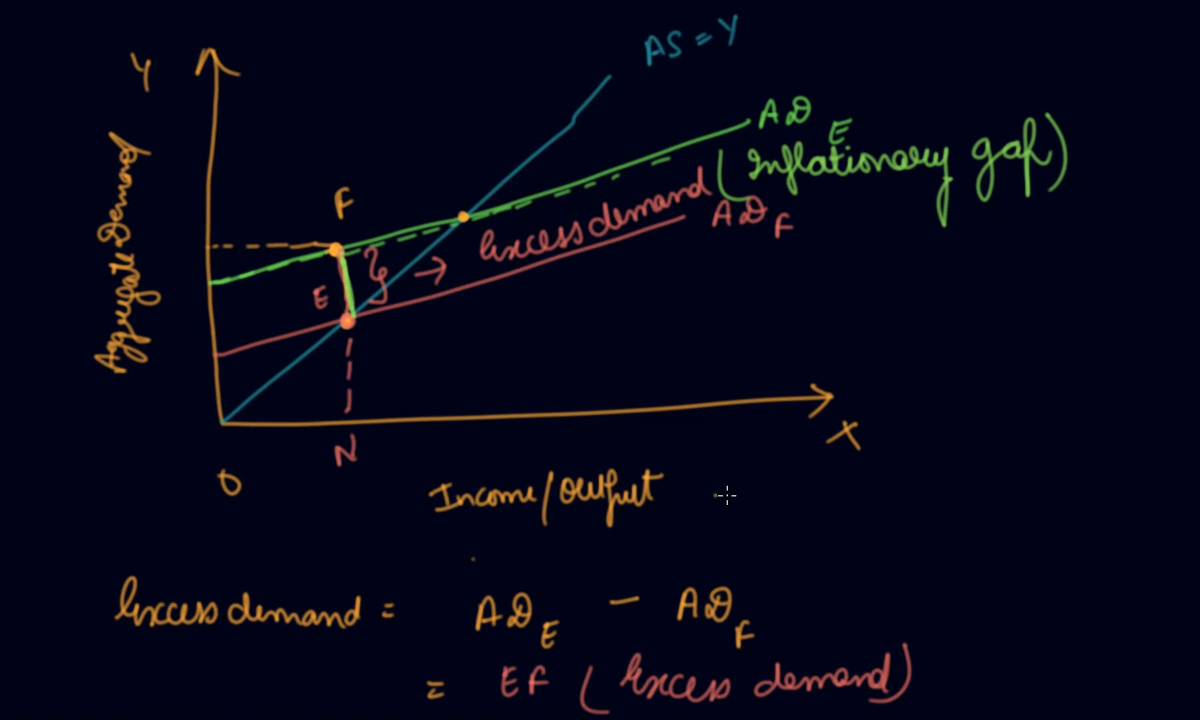 Y
AS = Y
AD E
(Inflationary gap)
Aggregate Demand
F
Excess demand
AD F
E
N
O
X
Income/output
Excess demand = AD E - AD F
= EF (Excess demand)